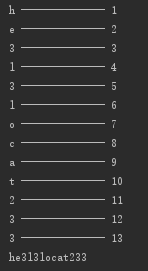 h ———————— 1
e ———————— 2
3 ———————— 3
l ———————— 4
3 ———————— 5
l ———————— 6
o ———————— 7
c ———————— 8
a ———————— 9
t ———————— 10
2 ———————— 11
3 ———————— 12
3 ———————— 13
he3l3locat233